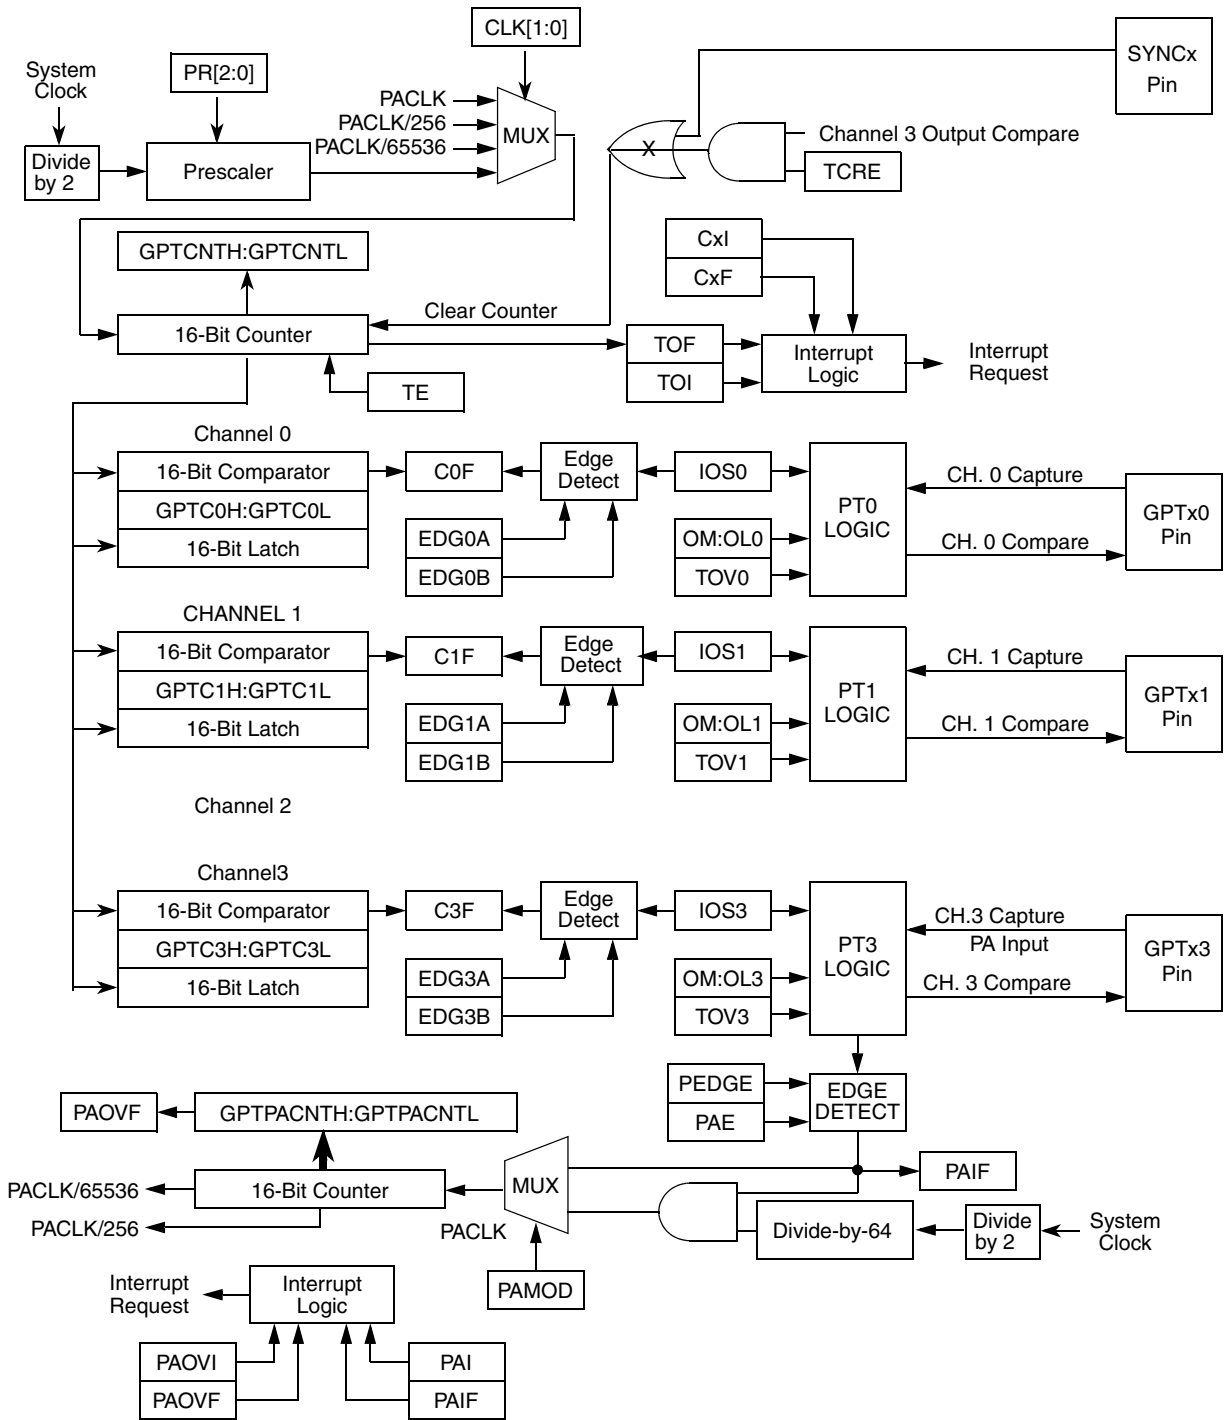 CLK[1:0]
SYNCx
Pin
System
Clock
PR[2:0]
PACLK
PACLK/256
PACLK/65536
MUX
X
Channel 3 Output Compare
Divide
by 2
Prescaler
TCRE
GPTCNTH:GPTCNTL
CxI
CxF
Clear Counter
16-Bit Counter
TOF
TOI
Interrupt
Logic
Interrupt
Request
TE
Channel 0
16-Bit Comparator
C0F
Edge
Detect
IOS0
PT0
LOGIC
CH. 0 Capture
GPTx0
Pin
GPTC0H:GPTC0L
16-Bit Latch
EDG0A
EDG0B
OM:OL0
TOV0
CH. 0 Compare
CHANNEL 1
16-Bit Comparator
C1F
Edge
Detect
IOS1
PT1
LOGIC
CH. 1 Capture
GPTx1
Pin
GPTC1H:GPTC1L
16-Bit Latch
EDG1A
EDG1B
OM:OL1
TOV1
CH. 1 Compare
Channel 2
Channel3
16-Bit Comparator
C3F
Edge
Detect
IOS3
PT3
LOGIC
CH.3 Capture
PA Input
GPTx3
Pin
GPTC3H:GPTC3L
16-Bit Latch
EDG3A
EDG3B
OM:OL3
TOV3
CH. 3 Compare
PEDGE
PAE
EDGE
DETECT
PAOVF
GPTPACNTH:GPTPACNTL
MUX
PAIF
PACLK/65536
16-Bit Counter
PACLK/256
PACLK
Divide-by-64
Divide
by 2
System
Clock
PAMOD
Interrupt
Request
Interrupt
Logic
PAOVI
PAOVF
PAI
PAIF